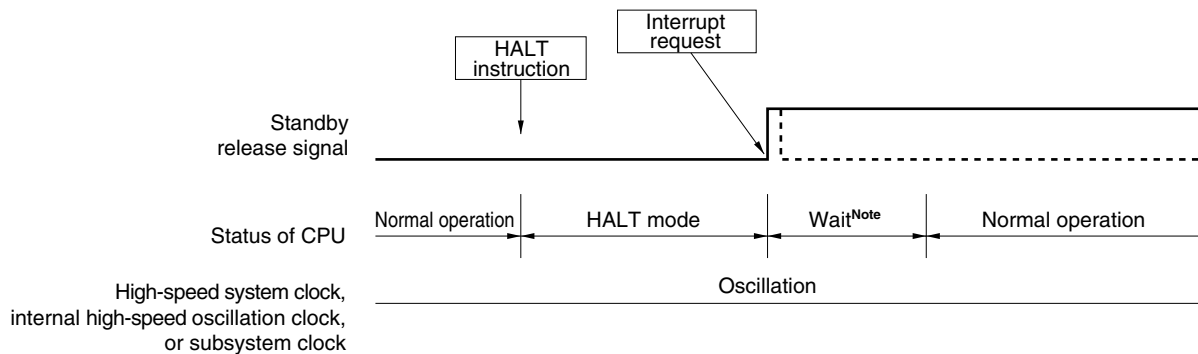 Interrupt
request
HALT
instruction
Standby
release signal
Status of CPU
Normal operation
HALT mode
WaitNote
Normal operation
High-speed system clock,
internal high-speed oscillation clock,
or subsystem clock
Oscillation